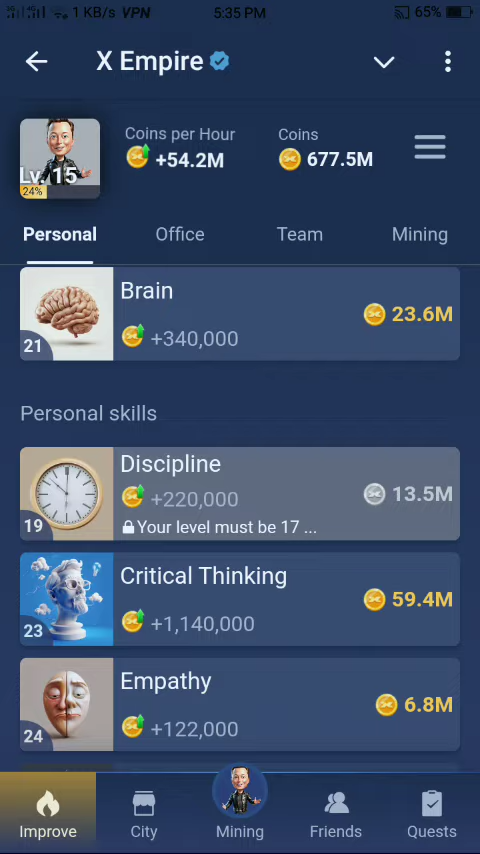 1 KB/s VPN 5:35 PM 65%
X Empire
Coins per Hour Coins
+54.2M 677.5M
Lv. 15
24%
Personal Office Team Mining
Brain
23.6M
+340,000
21
Personal skills
Discipline
+220,000 13.5M
19 Your level must be 17 ...
Critical Thinking
59.4M
+1,140,000
23
Empathy
6.8M
+122,000
24
Improve City Mining Friends Quests